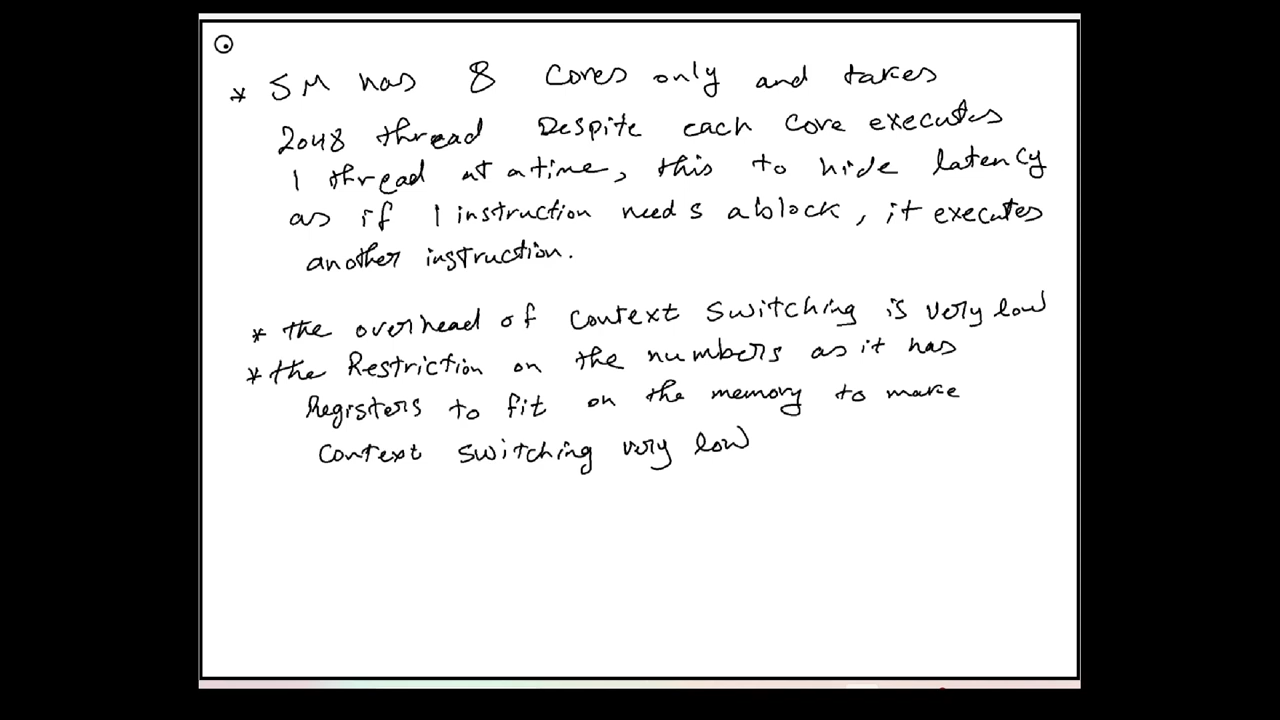 * SM has 8 cores only and takes
2048 thread Despite each core executes
1 thread at a time, this to hide latency
as if 1 instruction needs a block, it executes
another instruction.
* the overhead of context switching is very low
* the Restriction on the numbers as it has
Registers to fit on the memory to make
context switching very low